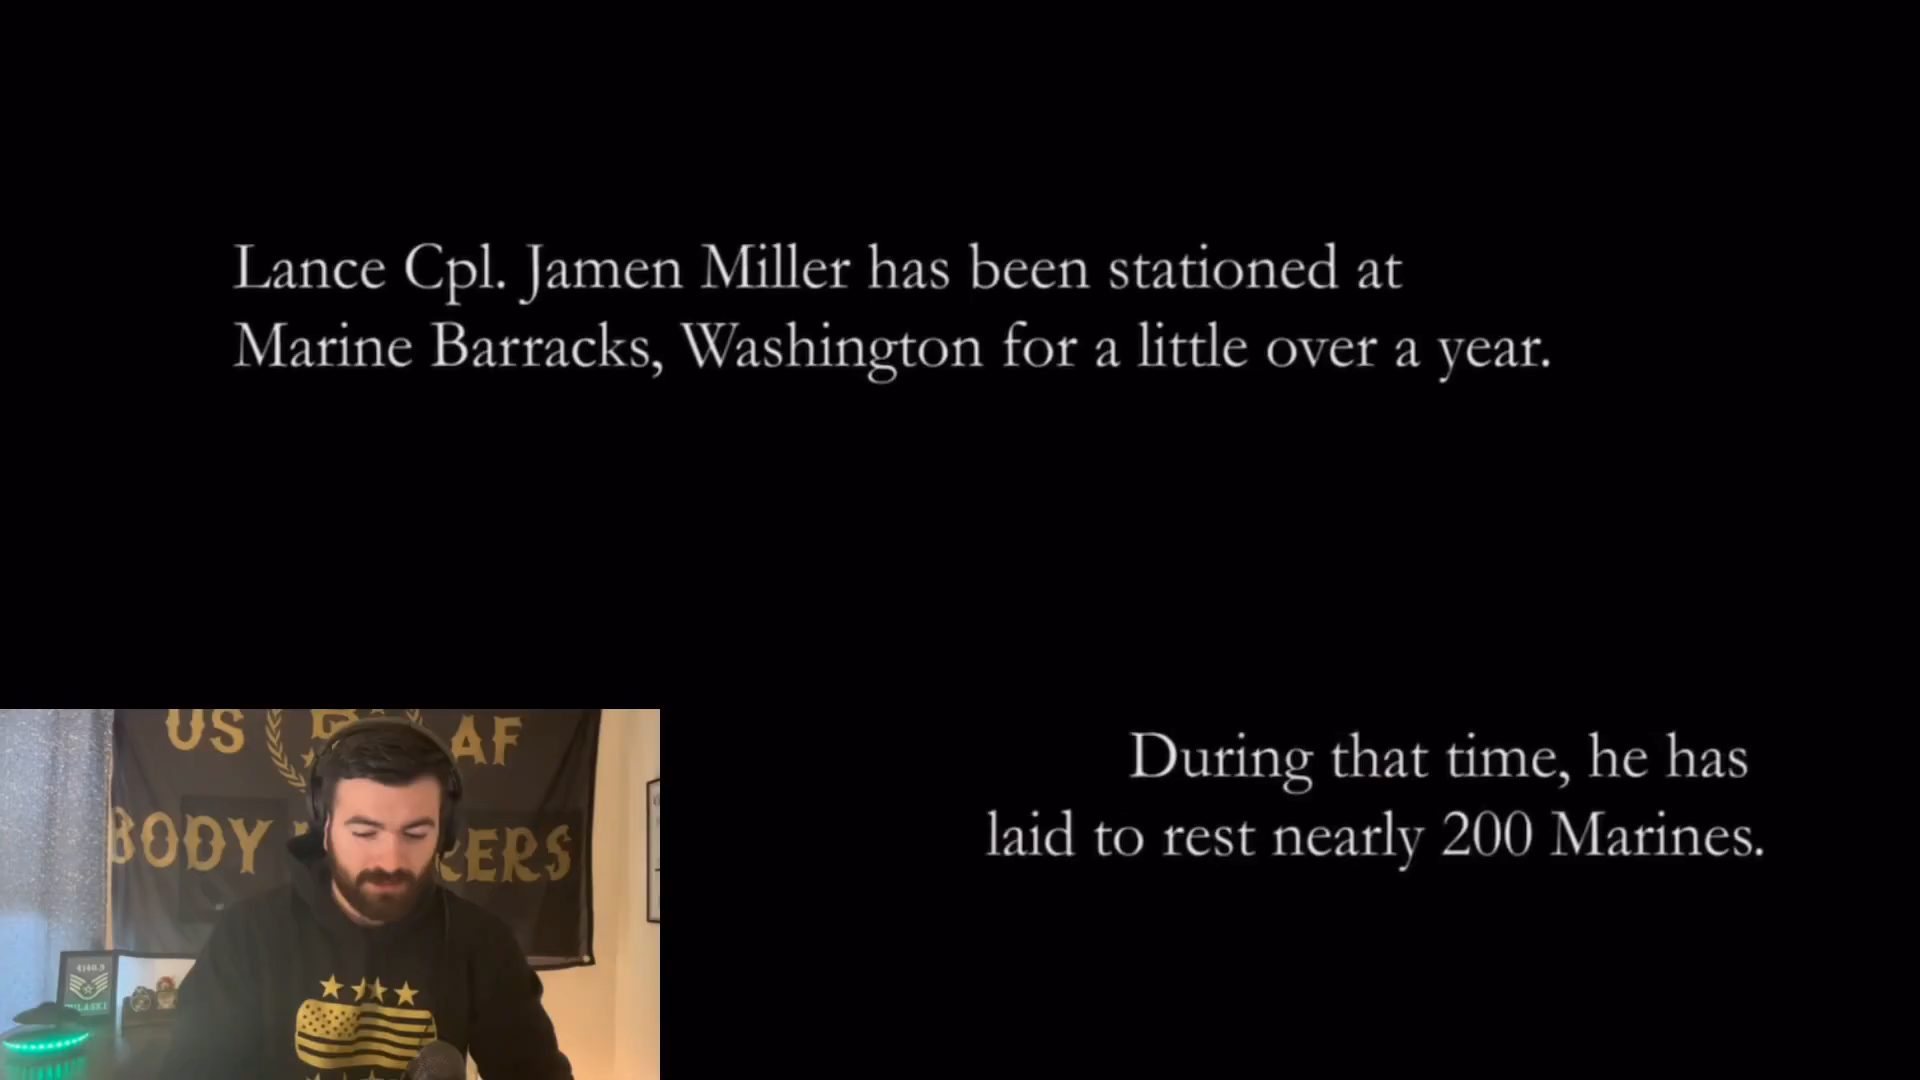 Lance Cpl. Jamen Miller has been stationed at
Marine Barracks, Washington for a little over a year.
During that time, he has
laid to rest nearly 200 Marines.
US AF
BODY